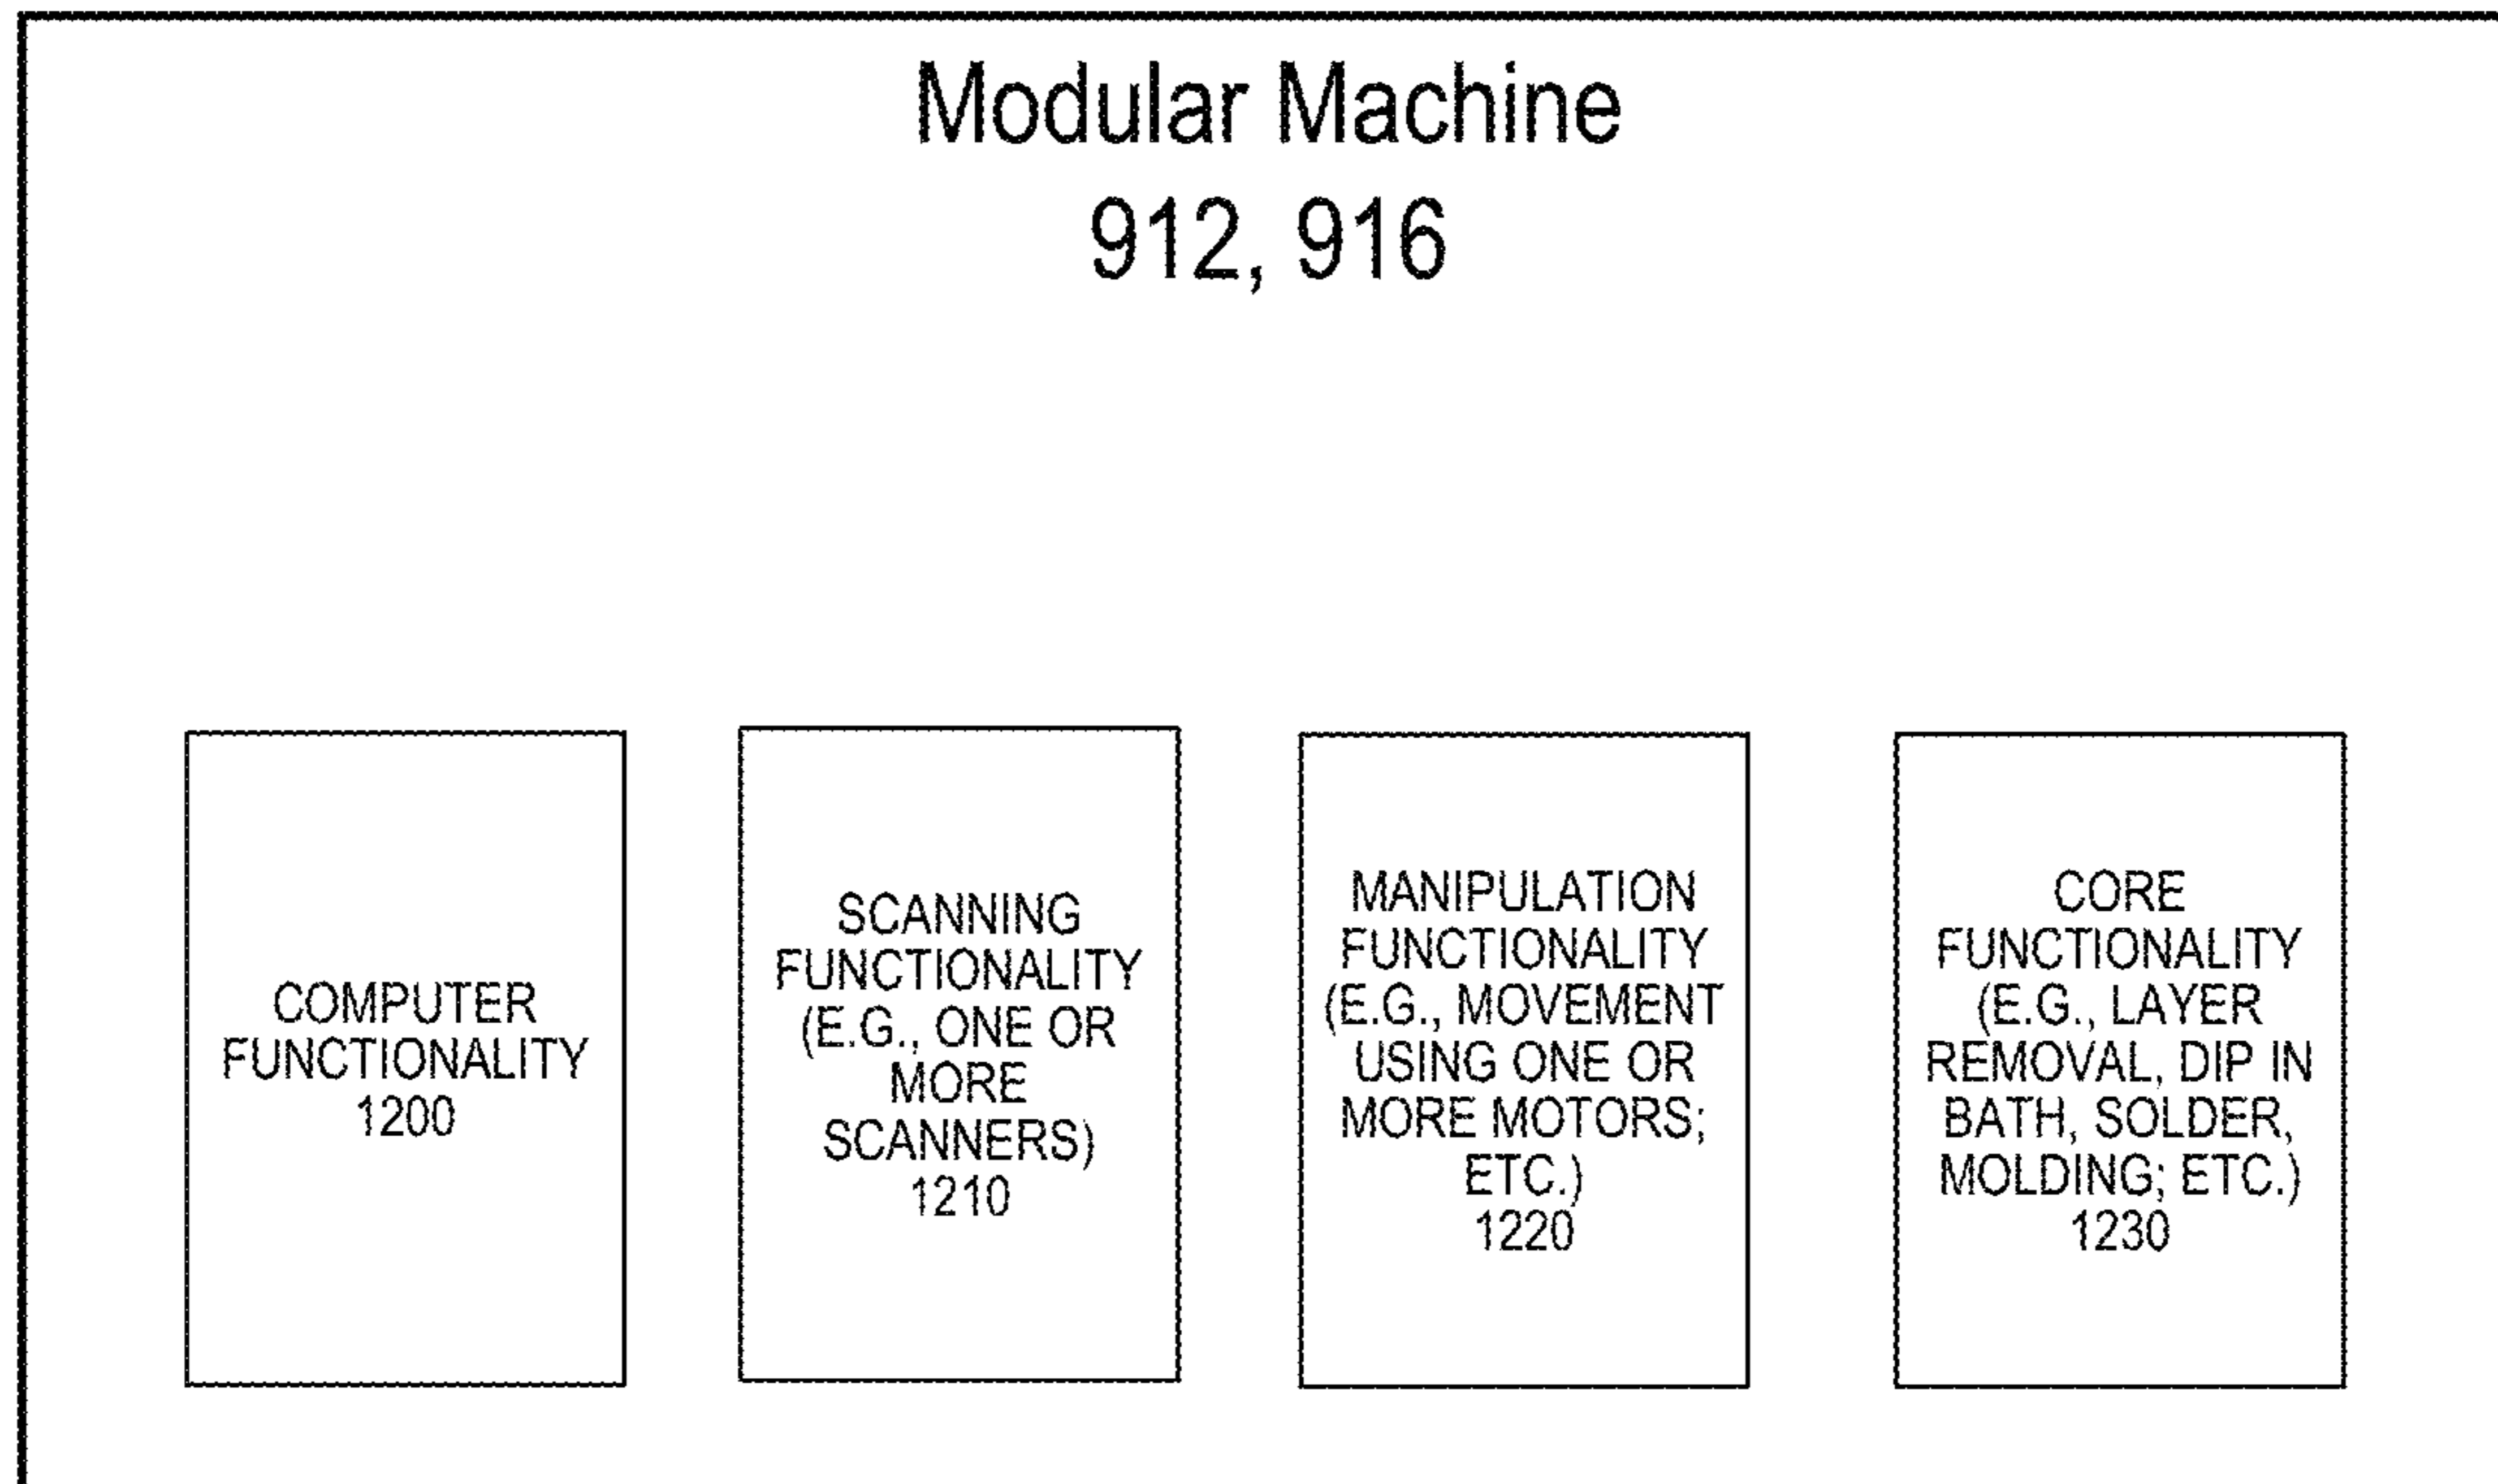 Modular Machine
912, 916
COMPUTER
FUNCTIONALITY
1200
SCANNING
FUNCTIONALITY
(E.G., ONE OR
MORE
SCANNERS)
1210
MANIPULATION
FUNCTIONALITY
(E.G., MOVEMENT
USING ONE OR
MORE MOTORS;
ETC.)
1220
CORE
FUNCTIONALITY
(E.G., LAYER
REMOVAL, DIP IN
BATH, SOLDER,
MOLDING; ETC.)
1230